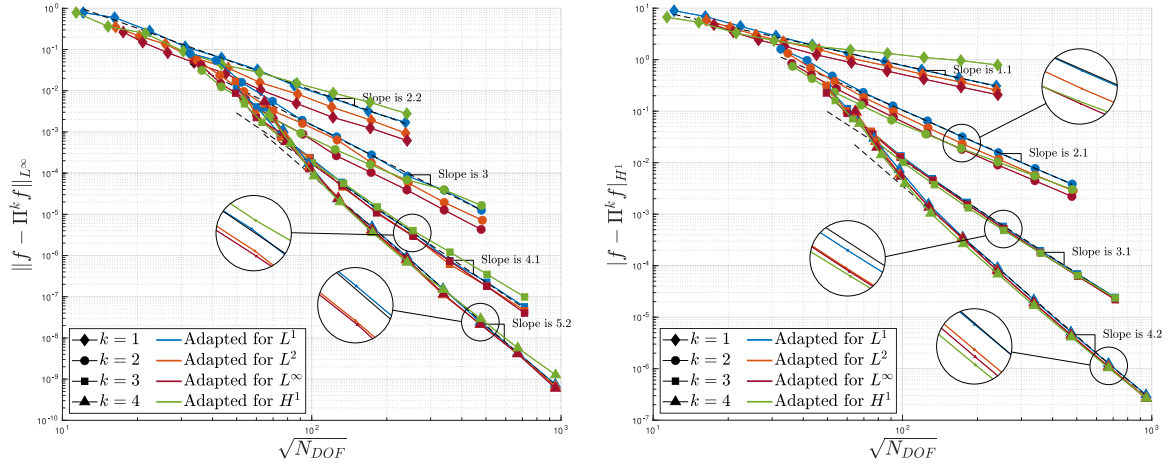 10^1
10^0
10^-1
10^-2
10^-3
10^-4
10^-5
10^-6
10^-7
10^-8
10^-9
10^-10
‖f − Π^k f‖_{L^∞}
Slope is 2.2
Slope is 3
Slope is 4.1
Slope is 5.2
k = 1 Adapted for L^1
k = 2 Adapted for L^2
k = 3 Adapted for L^∞
k = 4 Adapted for H^1
10^1 10^2 10^3
√N_{DOF}
10^1
10^0
10^-1
10^-2
10^-3
10^-4
10^-5
10^-6
10^-7
|f − Π^k f|_{H^1}
Slope is 1.1
Slope is 2.1
Slope is 3.1
Slope is 4.2
k = 1 Adapted for L^1
k = 2 Adapted for L^2
k = 3 Adapted for L^∞
k = 4 Adapted for H^1
10^1 10^2 10^3
√N_{DOF}